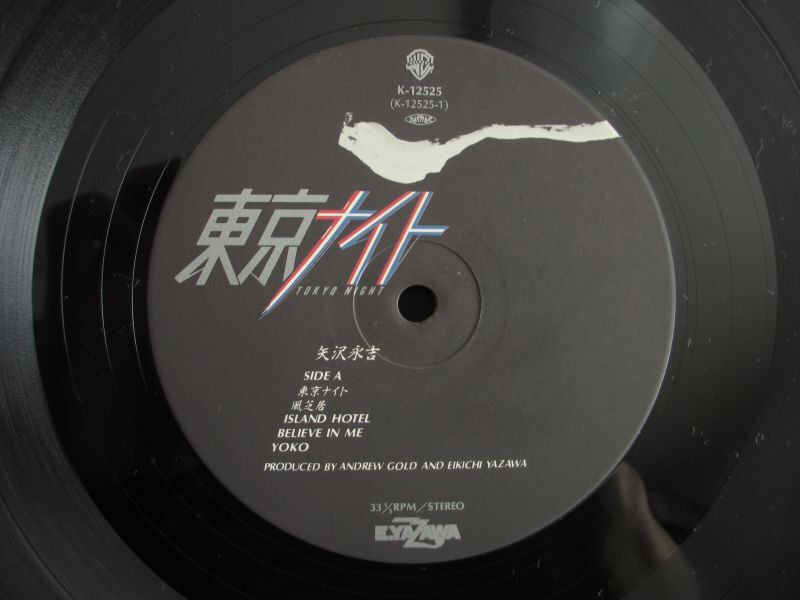 K-12525
(K-12525-1)
東京ナイト
TOKYO NIGHT
矢沢永吉
SIDE A
東京ナイト
風芝居
ISLAND HOTEL
BELIEVE IN ME
YOKO
PRODUCED BY ANDREW GOLD AND EIKICHI YAZAWA
33⅓RPM/STEREO
E.YAZAWA